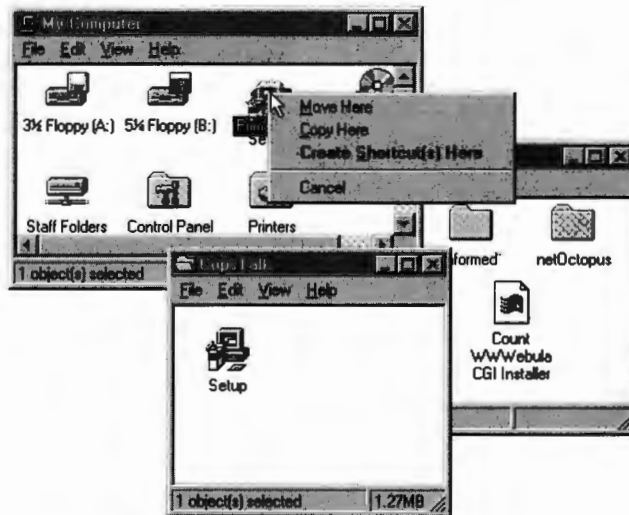 My Computer
File Edit View Help
3½ Floppy (A:)
5¼ Floppy (B:)
Move Here
Copy Here
Create Shortcut(s) Here
Cancel
Staff Folders
Control Panel
Printers
1 object(s) selected
File Edit View Help
Setup
1 object(s) selected
1.27MB
netOctopus
Count
WWWebula
CGI Installer